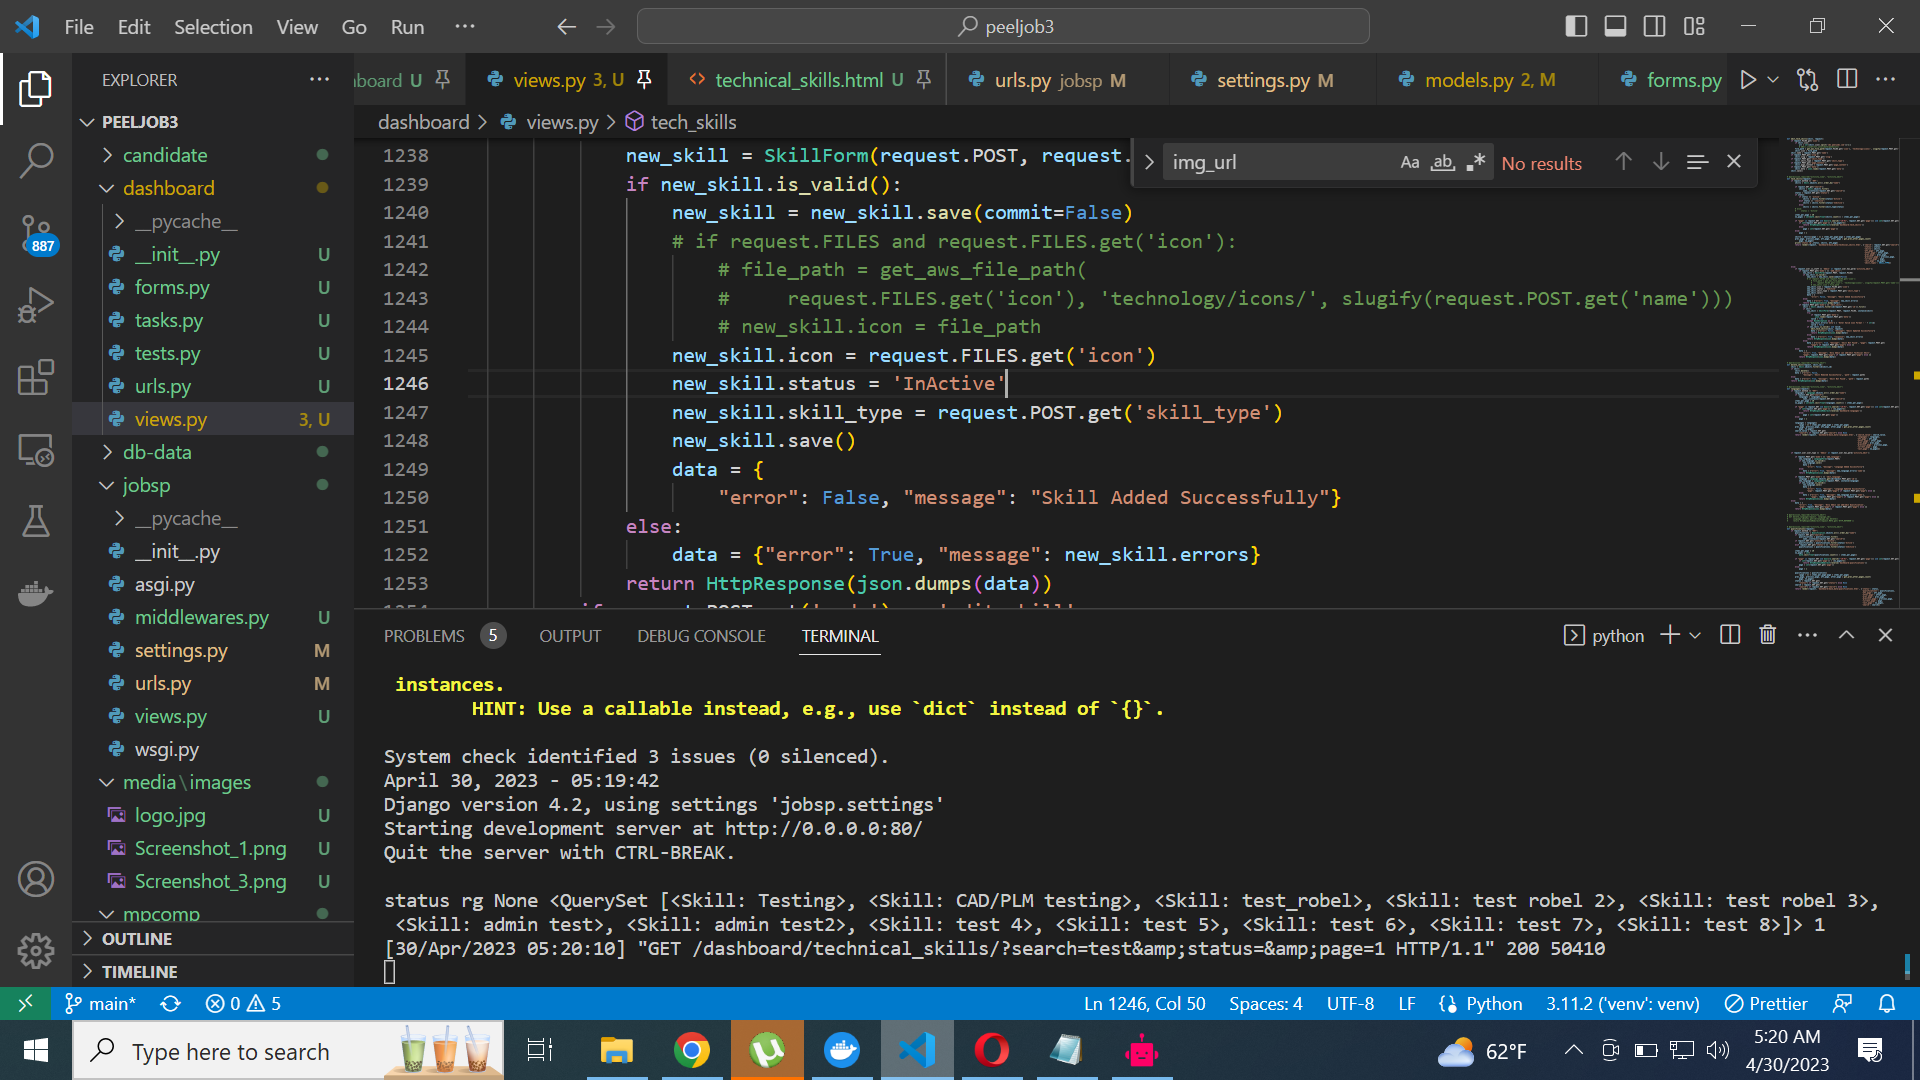 File Edit Selection View Go Run ··· peeljob3
EXPLORER ···
board U views.py 3, U technical_skills.html U urls.py jobsp M settings.py M models.py 2, M forms.py
PEELJOB3
candidate
dashboard
__pycache__
__init__.py U
forms.py U
tasks.py U
tests.py U
urls.py U
views.py 3, U
db-data
jobsp
__pycache__
__init__.py
asgi.py
middlewares.py U
settings.py M
urls.py M
views.py U
wsgi.py
media\images
logo.jpg U
Screenshot_1.png U
Screenshot_3.png U
mpcomp
OUTLINE
TIMELINE
887
dashboard > views.py > tech_skills
img_url Aa ab No results
1238 new_skill = SkillForm(request.POST, request.
1239 if new_skill.is_valid():
1240 new_skill = new_skill.save(commit=False)
1241 # if request.FILES and request.FILES.get('icon'):
1242 # file_path = get_aws_file_path(
1243 # request.FILES.get('icon'), 'technology/icons/', slugify(request.POST.get('name')))
1244 # new_skill.icon = file_path
1245 new_skill.icon = request.FILES.get('icon')
1246 new_skill.status = 'InActive'
1247 new_skill.skill_type = request.POST.get('skill_type')
1248 new_skill.save()
1249 data = {
1250 "error": False, "message": "Skill Added Successfully"}
1251 else:
1252 data = {"error": True, "message": new_skill.errors}
1253 return HttpResponse(json.dumps(data))
PROBLEMS 5 OUTPUT DEBUG CONSOLE TERMINAL python
instances.
HINT: Use a callable instead, e.g., use `dict` instead of `{}`.
System check identified 3 issues (0 silenced).
April 30, 2023 - 05:19:42
Django version 4.2, using settings 'jobsp.settings'
Starting development server at http://0.0.0.0:80/
Quit the server with CTRL-BREAK.
status rg None <QuerySet [<Skill: Testing>, <Skill: CAD/PLM testing>, <Skill: test_robel>, <Skill: test robel 2>, <Skill: test robel 3>,
<Skill: admin test>, <Skill: admin test2>, <Skill: test 4>, <Skill: test 5>, <Skill: test 6>, <Skill: test 7>, <Skill: test 8>]> 1
[30/Apr/2023 05:20:10] "GET /dashboard/technical_skills/?search=test&amp;status=&amp;page=1 HTTP/1.1" 200 50410
main* 0 5 Ln 1246, Col 50 Spaces: 4 UTF-8 LF Python 3.11.2 ('venv': venv) Prettier
Type here to search 62°F 5:20 AM
4/30/2023